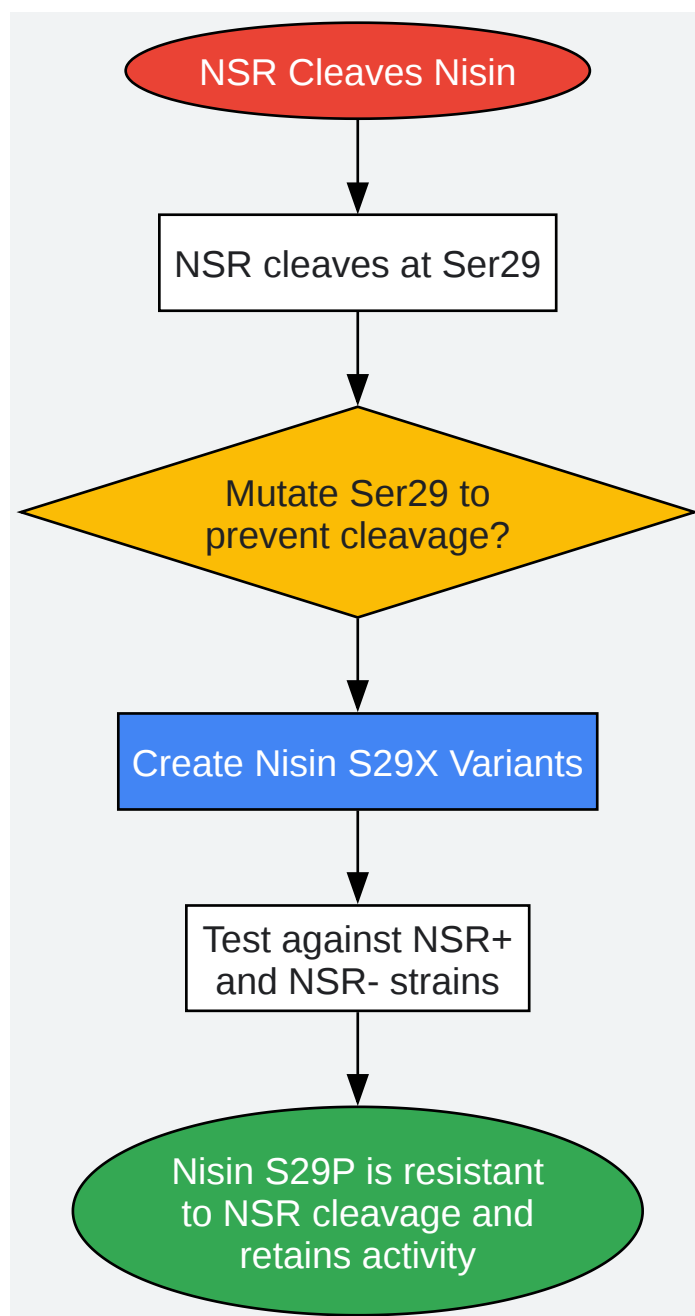 NSR Cleaves Nisin
NSR cleaves at Ser29
Mutate Ser29 to
prevent cleavage?
Create Nisin S29X Variants
Test against NSR+
and NSR- strains
Nisin S29P is resistant
to NSR cleavage and
retains activity